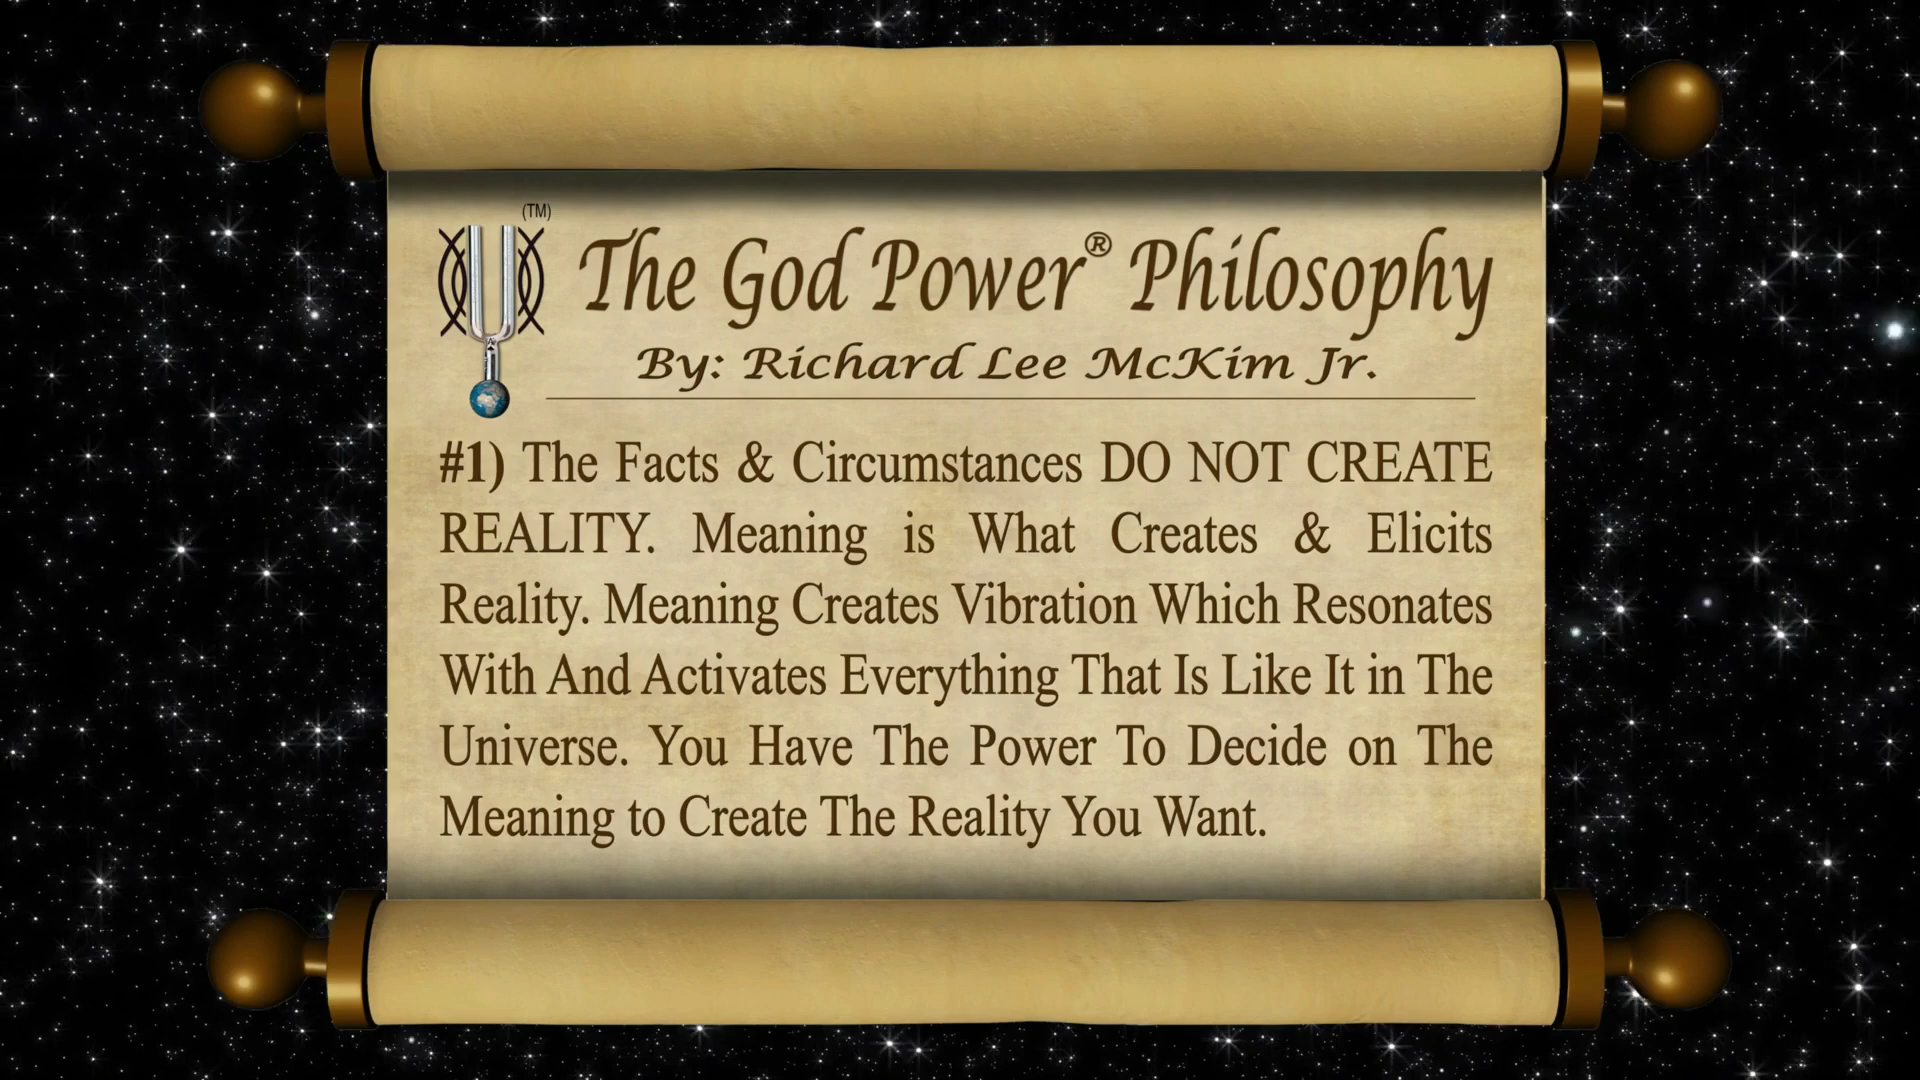 (TM)
The God Power® Philosophy
By: Richard Lee McKim Jr.
#1) The Facts & Circumstances DO NOT CREATE
REALITY. Meaning is What Creates & Elicits
Reality. Meaning Creates Vibration Which Resonates
With And Activates Everything That Is Like It in The
Universe. You Have The Power To Decide on The
Meaning to Create The Reality You Want.